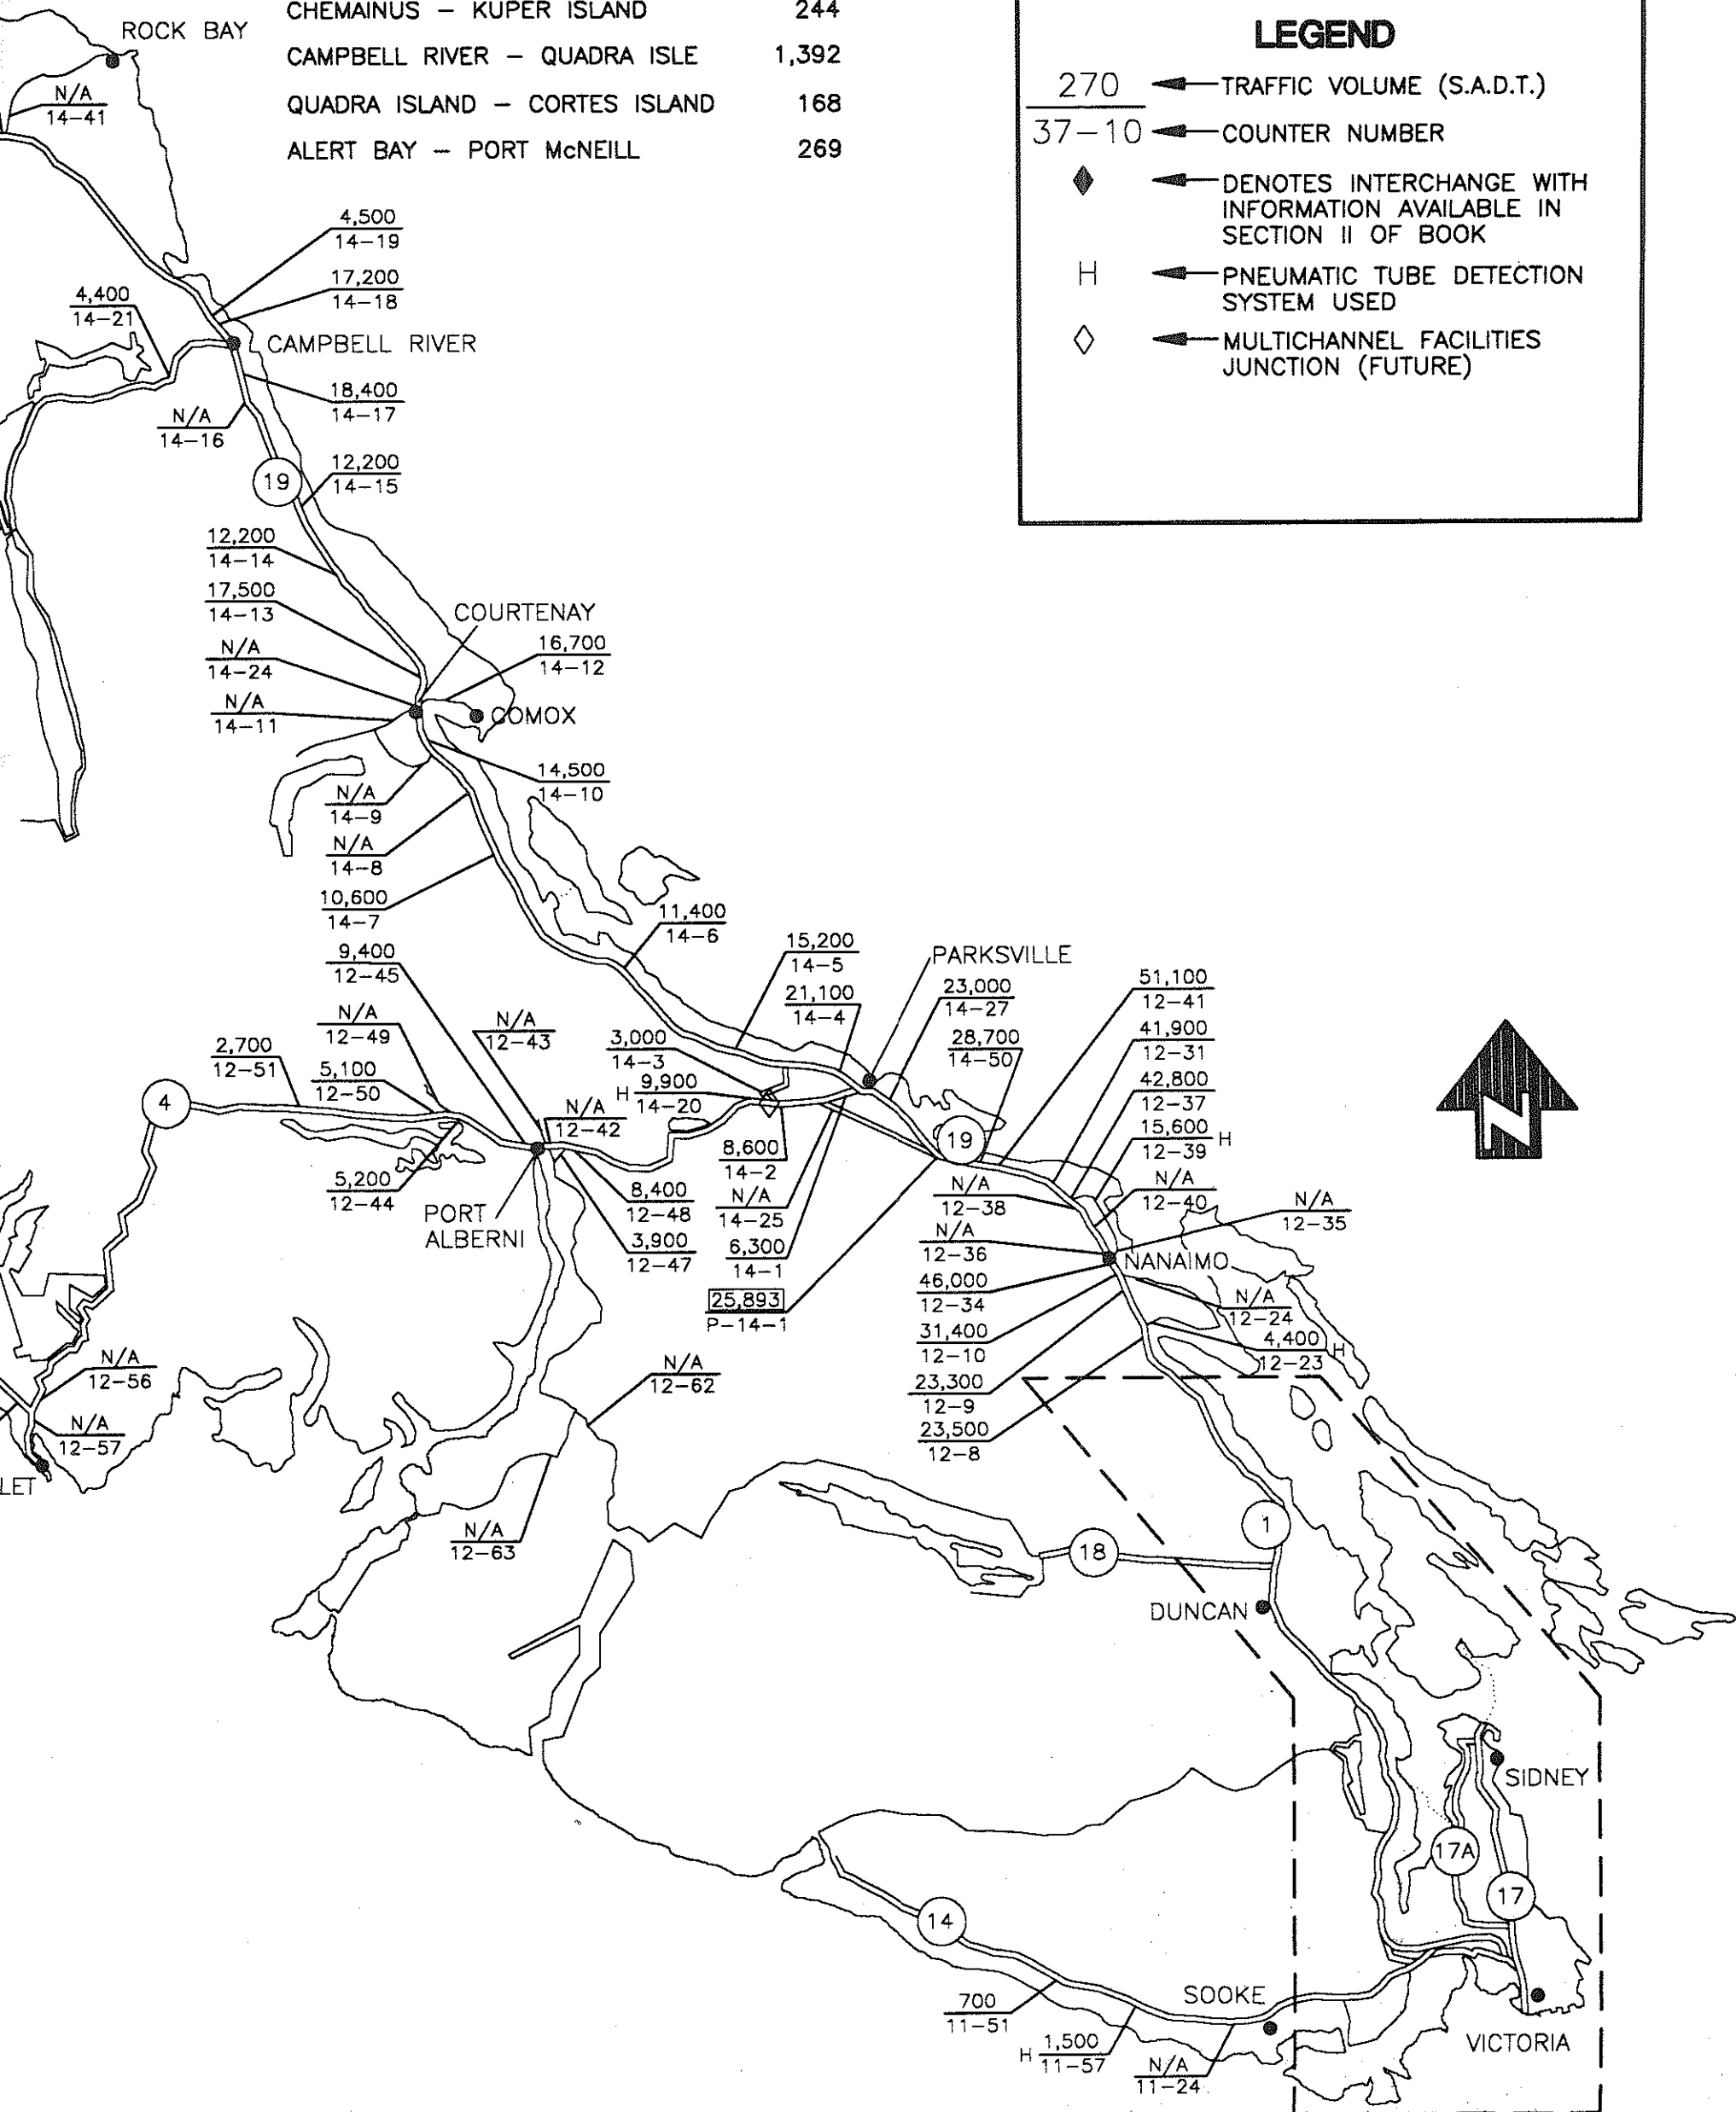 CHEMAINUS – KUPER ISLAND 244
CAMPBELL RIVER – QUADRA ISLE 1,392
QUADRA ISLAND – CORTES ISLAND 168
ALERT BAY – PORT McNEILL 269
LEGEND
270 TRAFFIC VOLUME (S.A.D.T.)
37–10 COUNTER NUMBER
DENOTES INTERCHANGE WITH
INFORMATION AVAILABLE IN
SECTION II OF BOOK
H PNEUMATIC TUBE DETECTION
SYSTEM USED
MULTICHANNEL FACILITIES
JUNCTION (FUTURE)
ROCK BAY
N/A
14–41
4,500
14–19
17,200
14–18
4,400
14–21
CAMPBELL RIVER
18,400
14–17
N/A
14–16
19
12,200
14–15
12,200
14–14
17,500
14–13
COURTENAY
N/A
14–24
16,700
14–12
N/A
14–11
COMOX
14,500
14–10
N/A
14–9
N/A
14–8
10,600
14–7
11,400
14–6
9,400
12–45
15,200
14–5
PARKSVILLE
21,100
14–4
23,000
14–27
51,100
12–41
N/A
12–49
N/A
12–43
3,000
14–3
28,700
14–50
41,900
12–31
2,700
12–51
5,100
12–50
H 9,900
14–20
42,800
12–37
4
N/A
12–42
19
15,600 H
12–39
8,600
14–2
5,200
12–44
8,400
12–48
N/A
14–25
N/A
12–38
N/A
12–40
N/A
12–35
PORT
ALBERNI
3,900
12–47
6,300
14–1
N/A
12–36
NANAIMO
25,893
P–14–1
46,000
12–34
N/A
12–24
31,400
12–10
4,400 H
12–23
N/A
12–56
N/A
12–62
23,300
12–9
N/A
12–57
23,500
12–8
LET
N/A
12–63
1
18
DUNCAN
N
SIDNEY
17A
17
14
SOOKE
700
11–51
H 1,500
11–57
N/A
11–24
VICTORIA